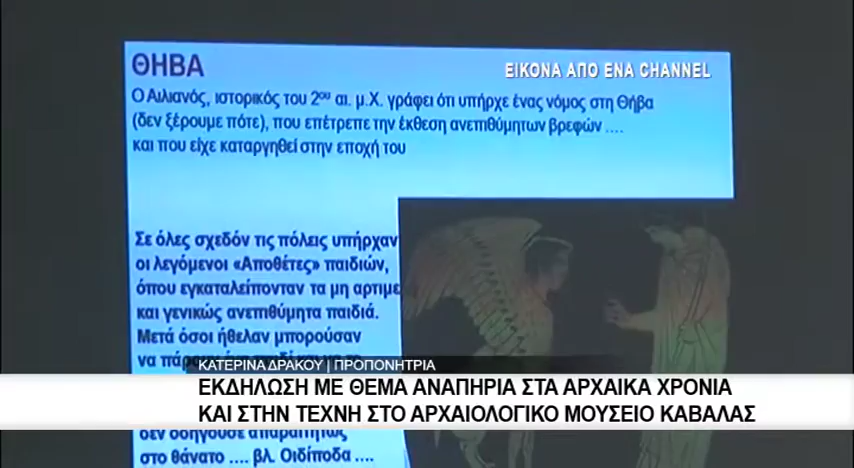 ΘΗΒΑ
ΕΙΚΟΝΑ ΑΠΟ ΕΝΑ CHANNEL
Ο Αιλιανός, ιστορικός του 2ου αι. μ.Χ. γράφει ότι υπήρχε ένας νόμος στη Θήβα
(δεν ξέρουμε πότε), που επέτρεπε την έκθεση ανεπιθύμητων βρεφών ....
και που είχε καταργηθεί στην εποχή του
Σε όλες σχεδόν τις πόλεις υπήρχαν
οι λεγόμενοι «Αποθέτες» παιδιών,
όπου εγκαταλείπονταν τα μη αρτιμε
και γενικώς ανεπιθύμητα παιδιά.
Μετά όσοι ήθελαν μπορούσαν
να
ΚΑΤΕΡΙΝΑ ΔΡΑΚΟΥ | ΠΡΟΠΟΝΗΤΡΙΑ
ΕΚΔΗΛΩΣΗ ΜΕ ΘΕΜΑ ΑΝΑΠΗΡΙΑ ΣΤΑ ΑΡΧΑΙΚΑ ΧΡΟΝΙΑ
ΚΑΙ ΣΤΗΝ ΤΕΧΝΗ ΣΤΟ ΑΡΧΑΙΟΛΟΓΙΚΟ ΜΟΥΣΕΙΟ ΚΑΒΑΛΑΣ
δεν οδηγούσε απαραιτήτως
στο θάνατο .... βλ. Οιδίποδα ....